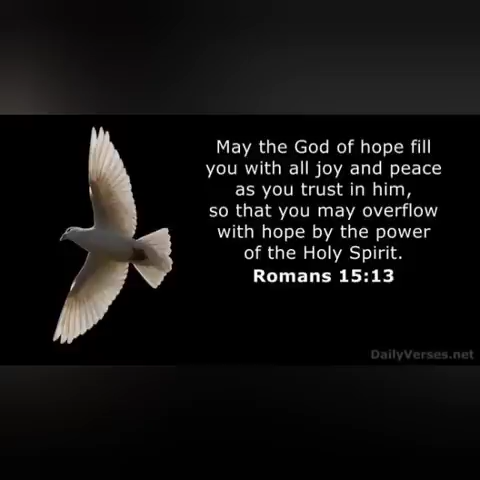 May the God of hope fill
you with all joy and peace
as you trust in him,
so that you may overflow
with hope by the power
of the Holy Spirit.
Romans 15:13
DailyVerses.net